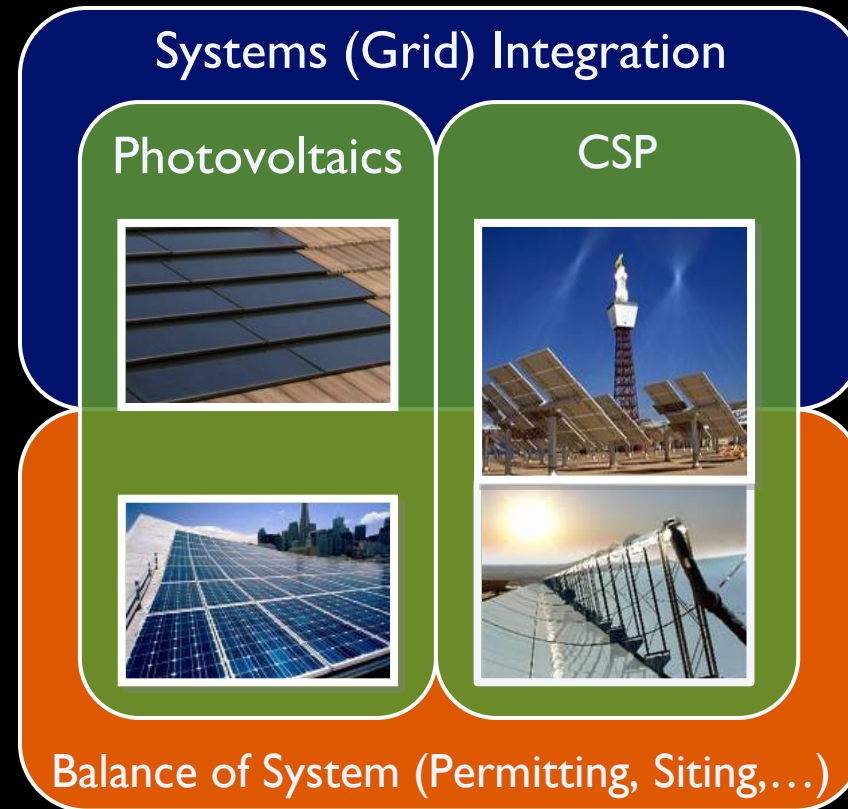 Systems (Grid) Integration
Photovoltaics
CSP
Balance of System (Permitting, Siting,…)